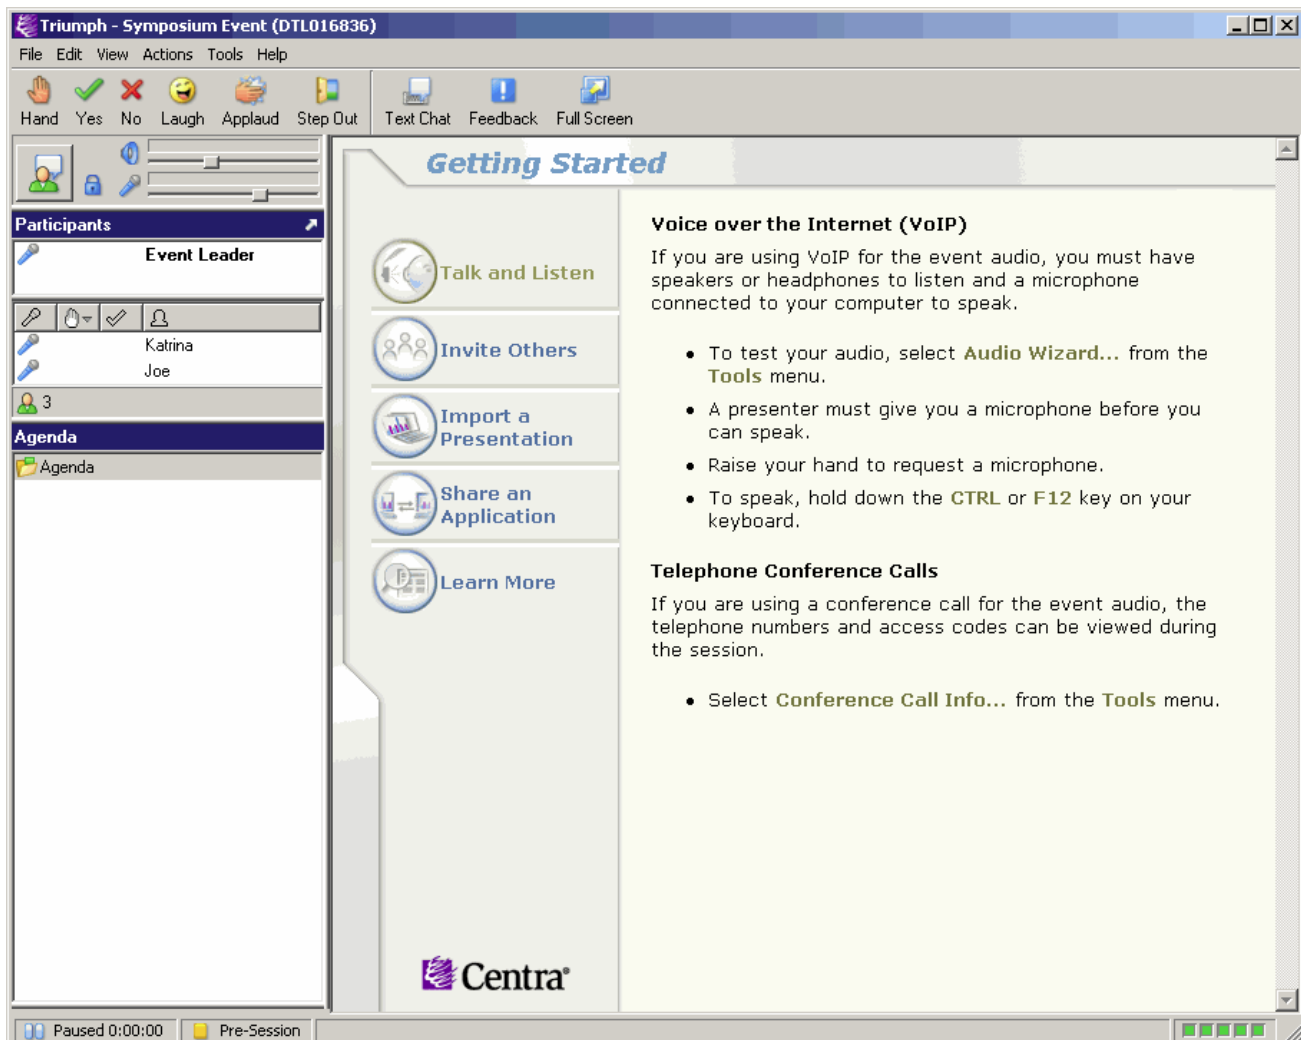 Triumph - Symposium Event (DTL016836)
File Edit View Actions Tools Help
Hand Yes No Laugh Applaud Step Out Text Chat Feedback Full Screen
Participants
Event Leader
Katrina
Joe
3
Agenda
Agenda
Getting Started
Talk and Listen
Invite Others
Import a
Presentation
Share an
Application
Learn More
Centra®
Voice over the Internet (VoIP)
If you are using VoIP for the event audio, you must have
speakers or headphones to listen and a microphone
connected to your computer to speak.
• To test your audio, select Audio Wizard... from the
Tools menu.
• A presenter must give you a microphone before you
can speak.
• Raise your hand to request a microphone.
• To speak, hold down the CTRL or F12 key on your
keyboard.
Telephone Conference Calls
If you are using a conference call for the event audio, the
telephone numbers and access codes can be viewed during
the session.
• Select Conference Call Info... from the Tools menu.
Paused 0:00:00 Pre-Session